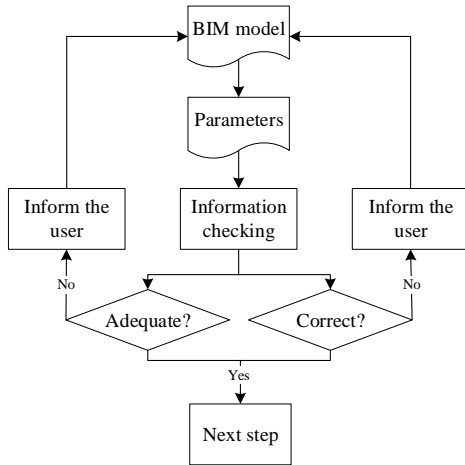 BIM model
Parameters
Inform the
user
Information
checking
Inform the
user
No
No
Adequate?
Correct?
Yes
Next step